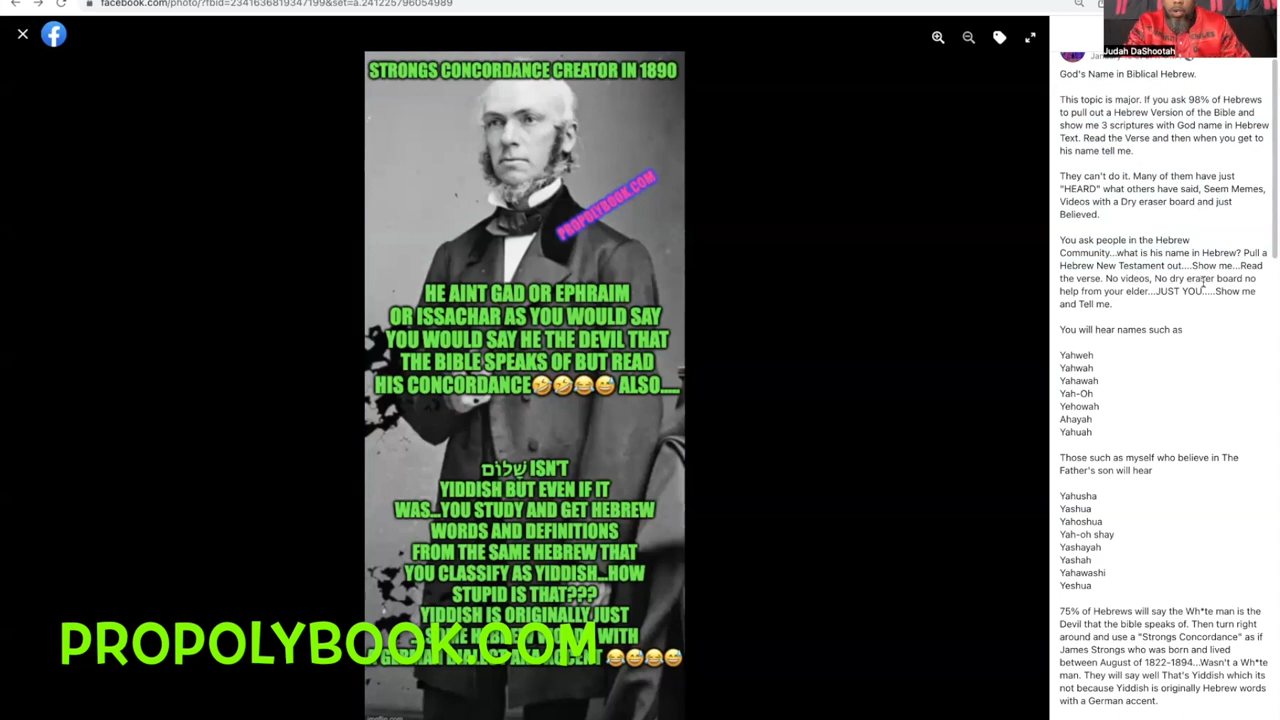 facebook.com/photo/?fbid=2341636819347199&set=a.241225796054989
Judah DaShootah
STRONGS CONCORDANCE CREATOR IN 1890
PROPOLYBOOK.COM
HE AINT GAD OR EPHRAIM
OR ISSACHAR AS YOU WOULD SAY
YOU WOULD SAY HE THE DEVIL THAT
THE BIBLE SPEAKS OF BUT READ
HIS CONCORDANCE🤣🤣😂😅 ALSO.....
שָׁלוֹם ISN'T
YIDDISH BUT EVEN IF IT
WAS...YOU STUDY AND GET HEBREW
WORDS AND DEFINITIONS
FROM THE SAME HEBREW THAT
YOU CLASSIFY AS YIDDISH...HOW
STUPID IS THAT???
YIDDISH IS ORIGINALLY JUST
WITH
😂😅😂😅
PROPOLYBOOK.COM
imgflip.com
God's Name in Biblical Hebrew.
This topic is major. If you ask 98% of Hebrews
to pull out a Hebrew Version of the Bible and
show me 3 scriptures with God name in Hebrew
Text. Read the Verse and then when you get to
his name tell me.
They can't do it. Many of them have just
"HEARD" what others have said, Seem Memes,
Videos with a Dry eraser board and just
Believed.
You ask people in the Hebrew
Community...what is his name in Hebrew? Pull a
Hebrew New Testament out....Show me...Read
the verse. No videos, No dry eraser board no
help from your elder...JUST YOU.....Show me
and Tell me.
You will hear names such as
Yahweh
Yahwah
Yahawah
Yah-Oh
Yehowah
Ahayah
Yahuah
Those such as myself who believe in The
Father's son will hear
Yahusha
Yashua
Yahoshua
Yah-oh shay
Yashayah
Yashah
Yahawashi
Yeshua
75% of Hebrews will say the Wh*te man is the
Devil that the bible speaks of. Then turn right
around and use a "Strongs Concordance" as if
James Strongs who was born and lived
between August of 1822-1894...Wasn't a Wh*te
man. They will say well That's Yiddish which its
not because Yiddish is originally Hebrew words
with a German accent.